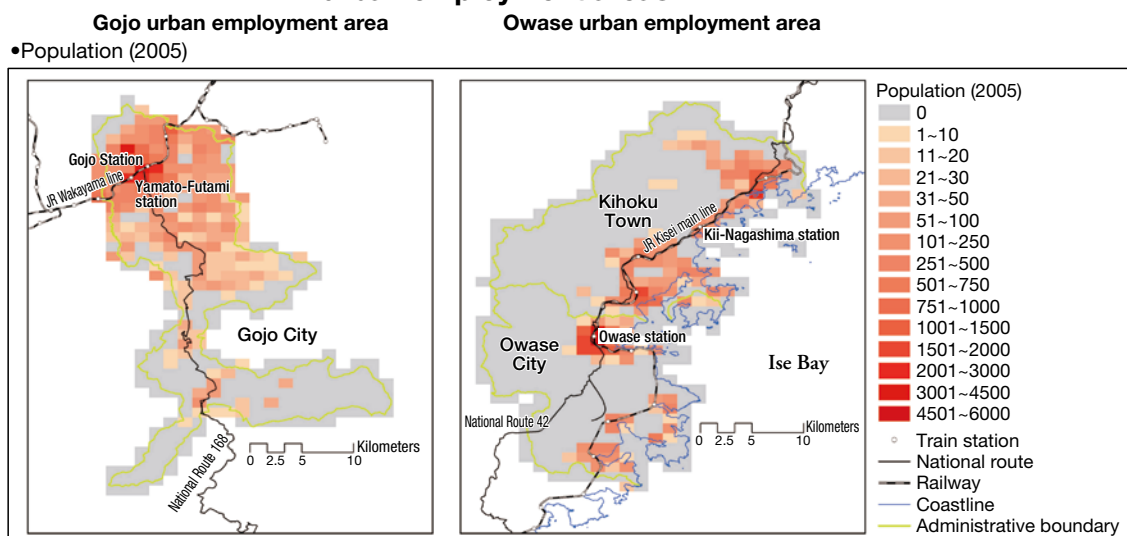 Gojo urban employment area
Owase urban employment area
•Population (2005)
Gojo Station
JR Wakayama line
Yamato-Futami
station
Gojo City
Kilometers
0 2.5 5 10
National Route 168
Kihoku
Town
JR Kisei main line
Kii-Nagashima station
Owase station
Owase
City
Ise Bay
National Route 42
Kilometers
0 2.5 5 10
Population (2005)
0
1~10
11~20
21~30
31~50
51~100
101~250
251~500
501~750
751~1000
1001~1500
1501~2000
2001~3000
3001~4500
4501~6000
Train station
National route
Railway
Coastline
Administrative boundary